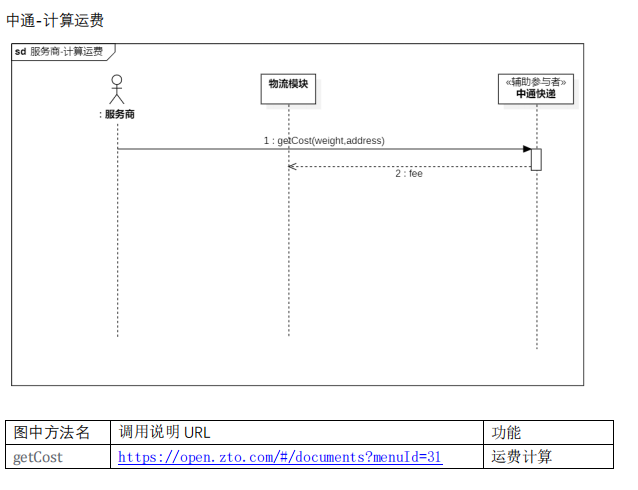 中通-计算运费
sd 服务商-计算运费
: 服务商
物流模块
«辅助参与者»
中通快递
1 : getCost(weight,address)
2 : fee
图中方法名 调用说明 URL 功能
getCost https://open.zto.com/#/documents?menuId=31 运费计算